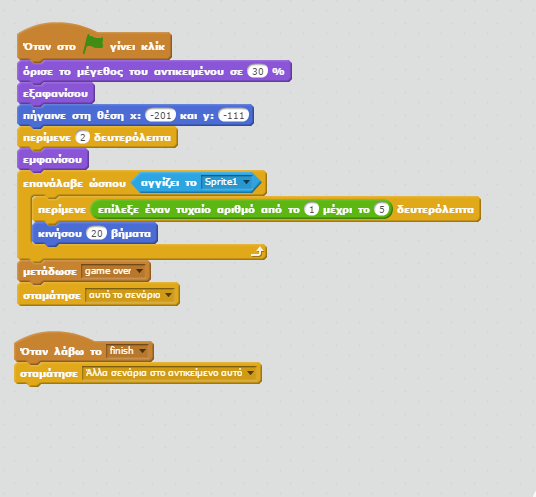 Όταν στο γίνει κλίκ
όρισε το μέγεθος του αντικειμένου σε 30 %
εξαφανίσου
πήγαινε στη θέση x: -201 και y: -111
περίμενε 2 δευτερόλεπτα
εμφανίσου
επανάλαβε ώσπου αγγίζει το Sprite1
περίμενε επίλεξε έναν τυχαίο αριθμό από το 1 μέχρι το 5 δευτερόλεπτα
κινήσου 20 βήματα
μετάδωσε game over
σταμάτησε αυτό το σενάριο
Όταν λάβω το finish
σταμάτησε Άλλα σενάρια στο αντικείμενο αυτό